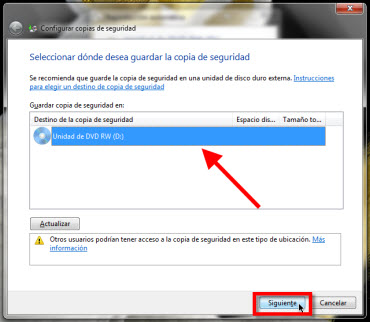 Configurar copias de seguridad
Seleccionar dónde desea guardar la copia de seguridad
Se recomienda que guarde la copia de seguridad en una unidad de disco duro externa. Instrucciones
para elegir un destino de copia de seguridad
Guardar copia de seguridad en:
Destino de la copia de seguridad Espacio dis... Tamaño to...
Unidad de DVD RW (D:)
Actualizar
Otros usuarios podrían tener acceso a la copia de seguridad en este tipo de ubicación. Más
información
Siguiente Cancelar